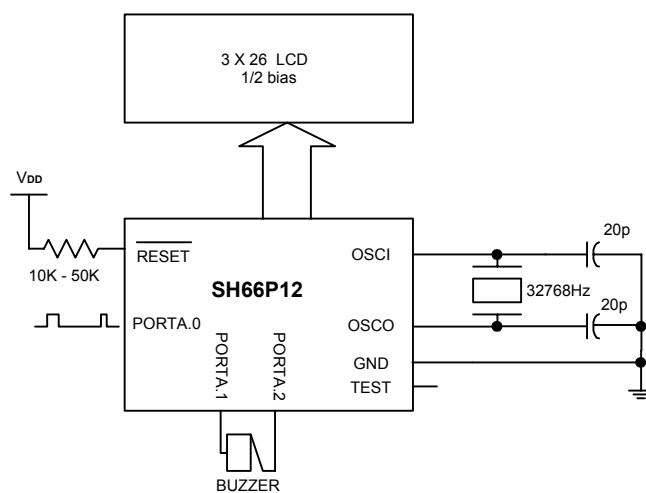 3 X 26 LCD
1/2 bias
VDD
10K - 50K
RESET
SH66P12
PORTA.0
PORTA.1
PORTA.2
OSCI
OSCO
GND
TEST
20p
32768Hz
20p
BUZZER